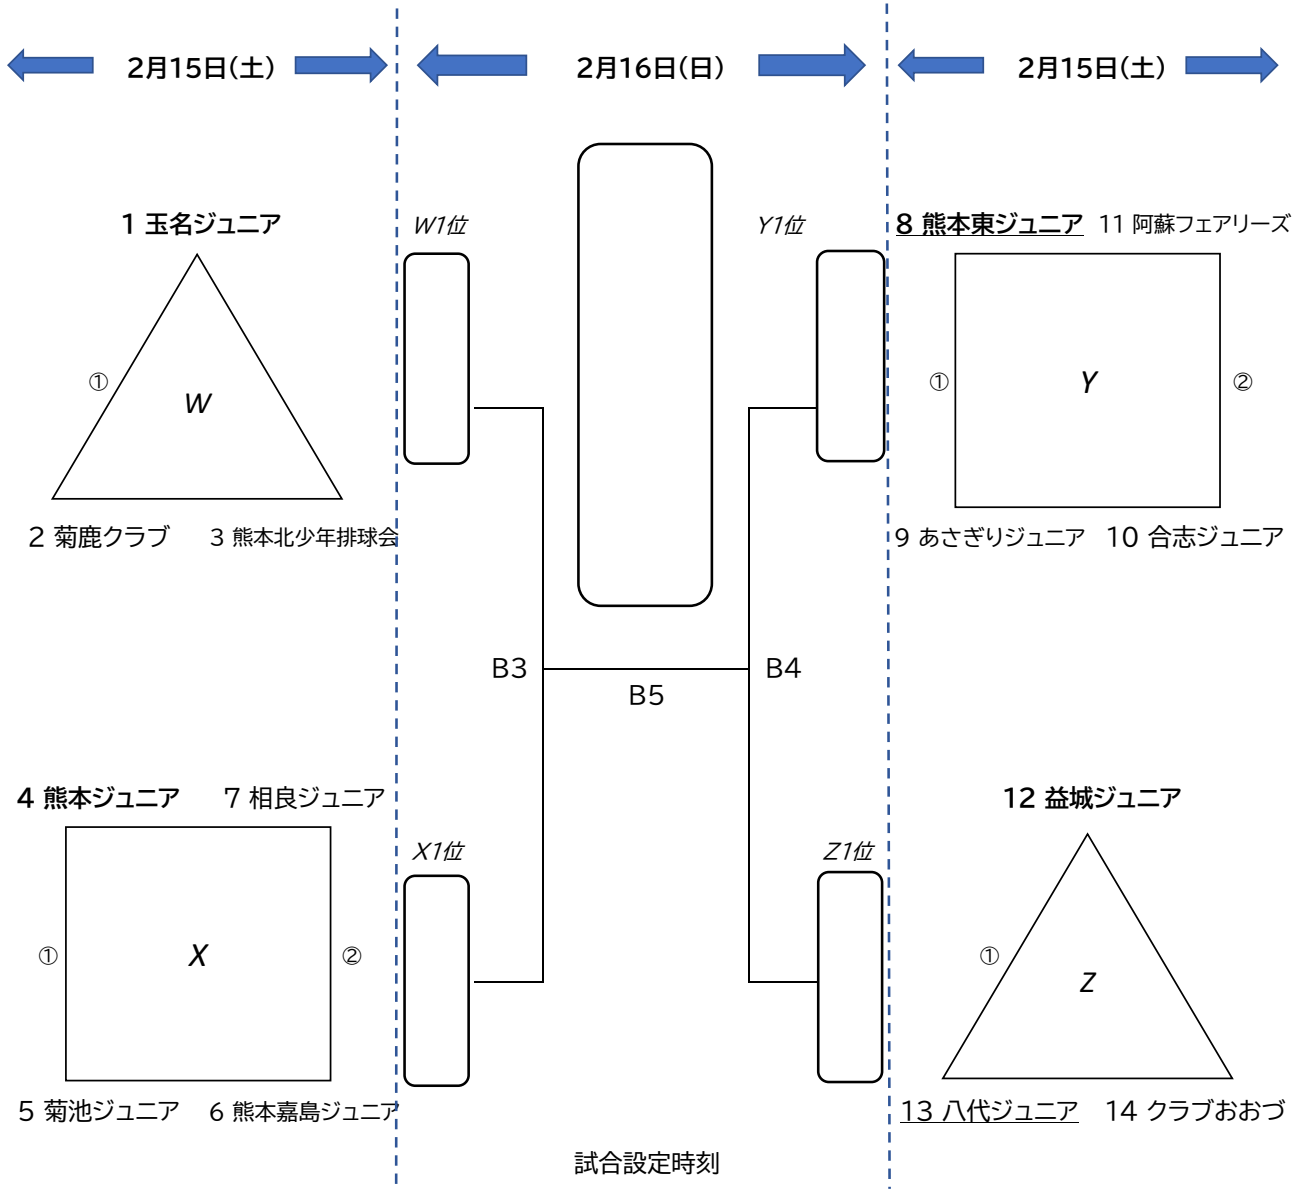 2月15日(土)
2月16日(日)
2月15日(土)
1 玉名ジュニア
W1位
Y1位
8 熊本東ジュニア
11 阿蘇フェアリーズ
①
W
①
Y
②
2 菊鹿クラブ
3 熊本北少年排球会
9 あさぎりジュニア
10 合志ジュニア
B3
B4
B5
4 熊本ジュニア
7 相良ジュニア
12 益城ジュニア
X1位
Z1位
①
X
②
①
Z
5 菊池ジュニア
6 熊本嘉島ジュニア
13 八代ジュニア
14 クラブおおづ
試合設定時刻